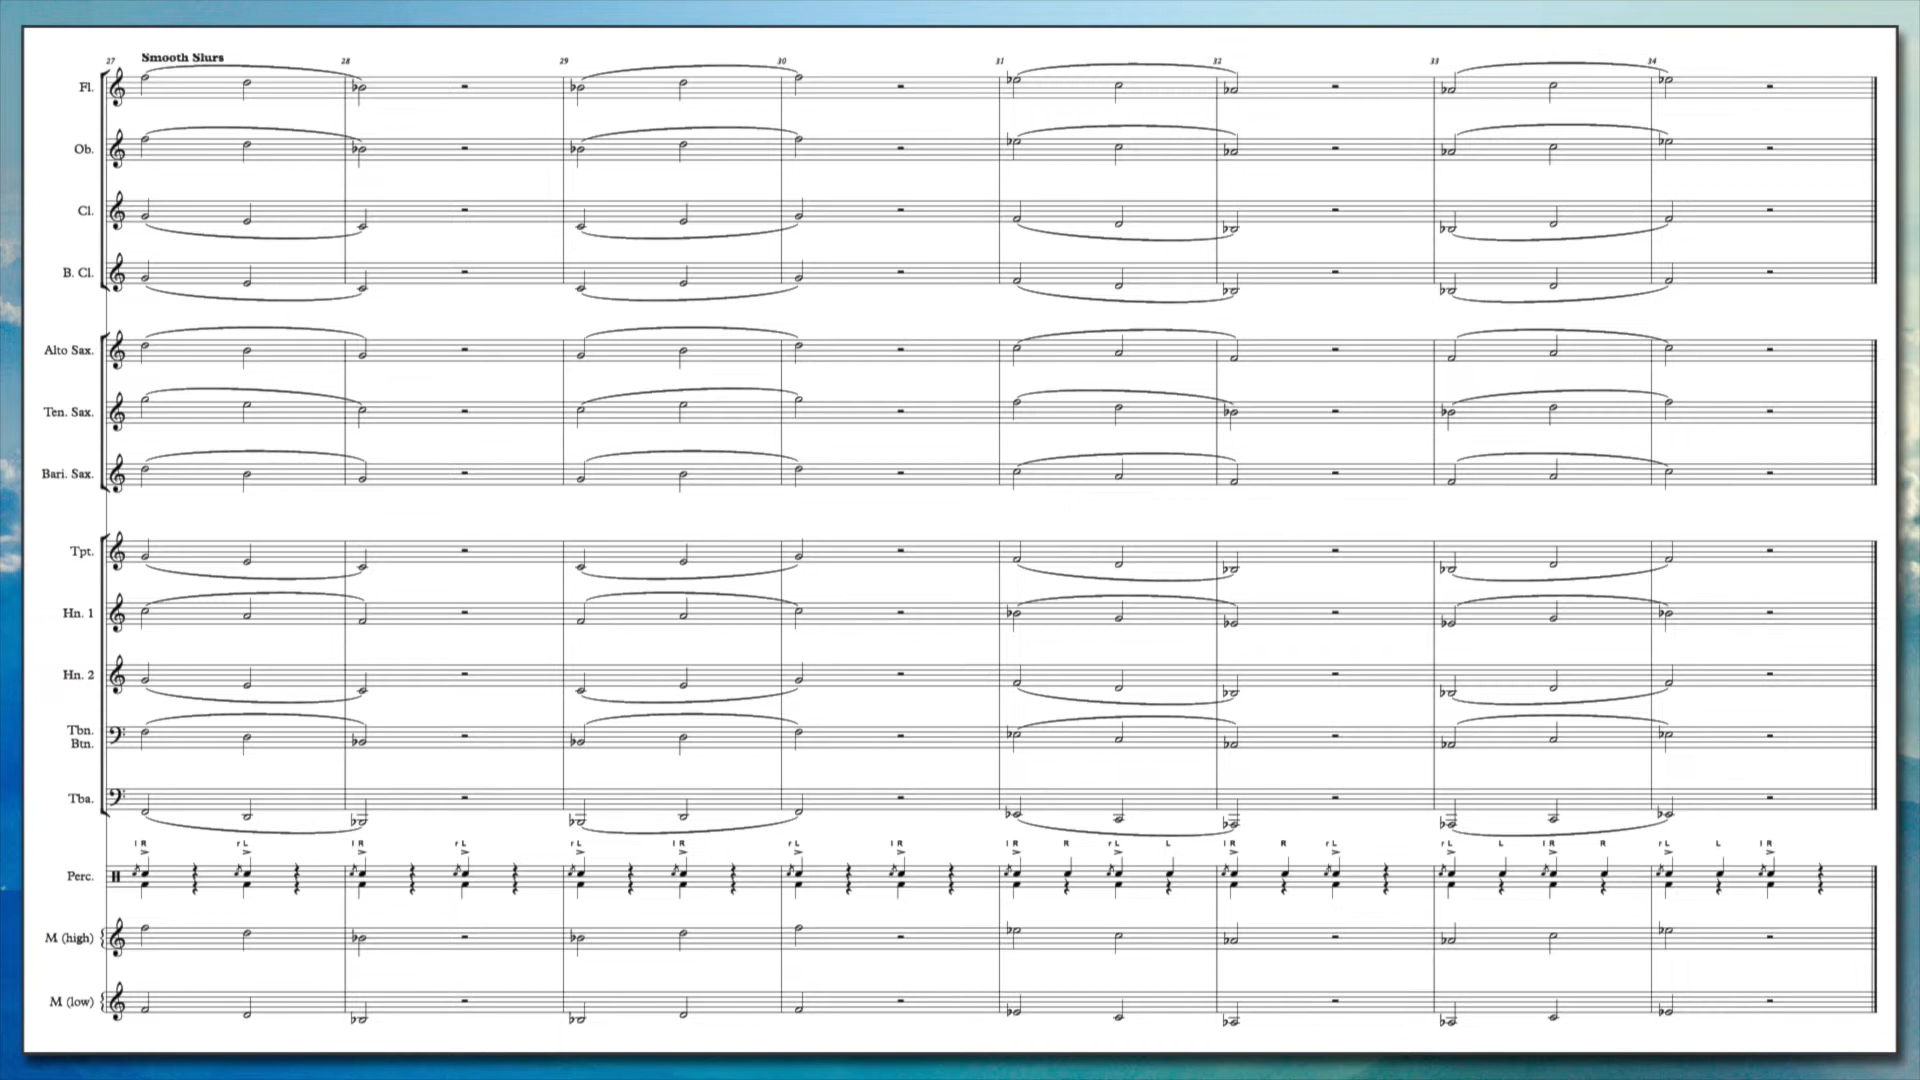 Smooth Slurs
27 28 29 30 31 32 33 34
Fl.
Ob.
Cl.
B. Cl.
Alto Sax.
Ten. Sax.
Bari. Sax.
Tpt.
Hn. 1
Hn. 2
Tbn.
Btn.
Tba.
l R r L l R r L r L l R r L l R l R R r L L l R R r L r L L l R R r L L l R
Perc.
M (high)
M (low)